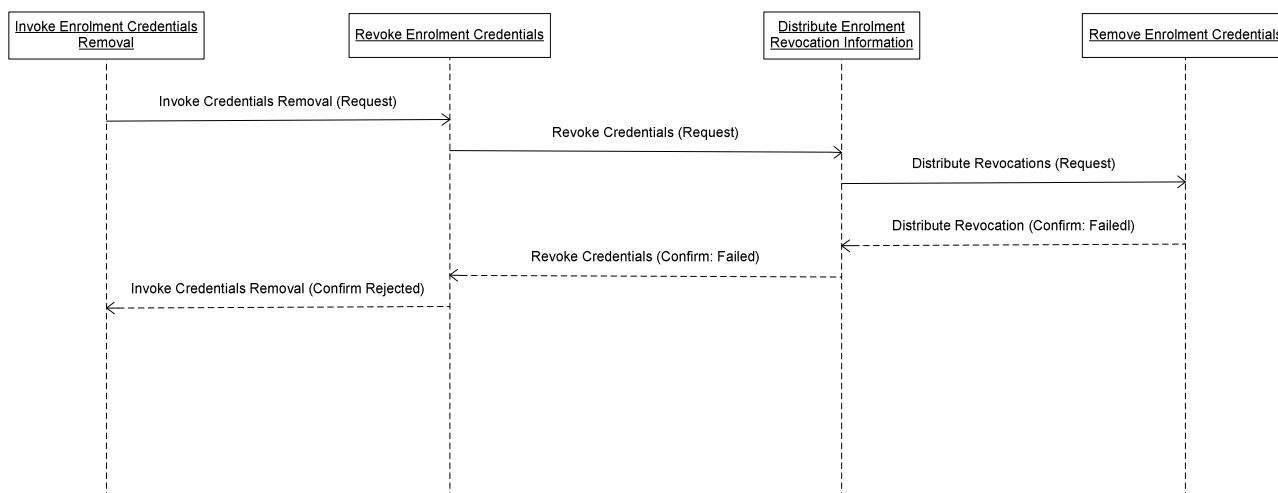 Invoke Enrolment Credentials
Removal
Revoke Enrolment Credentials
Distribute Enrolment
Revocation Information
Remove Enrolment Credentials
Invoke Credentials Removal (Request)
Revoke Credentials (Request)
Distribute Revocations (Request)
Distribute Revocation (Confirm: Failedl)
Revoke Credentials (Confirm: Failed)
Invoke Credentials Removal (Confirm Rejected)